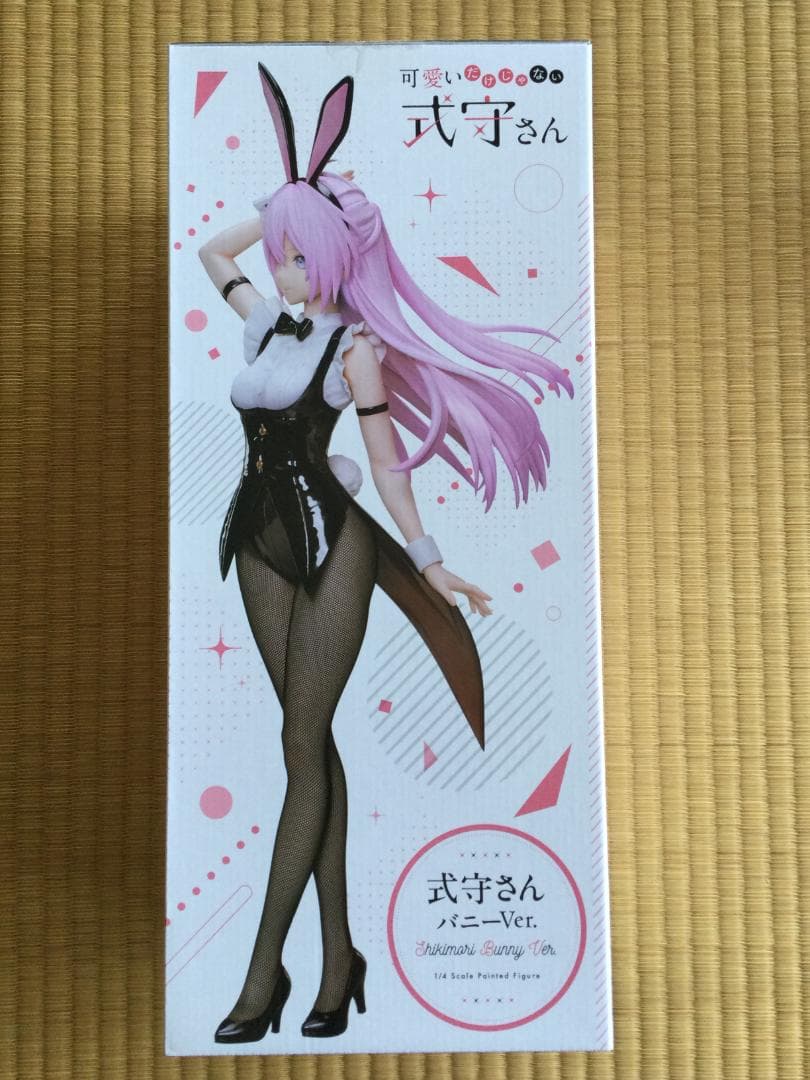 可愛いだけじゃない
式守さん
式守さん
バニーVer.
Shikimori Bunny Ver.
1/4 Scale Painted Figure